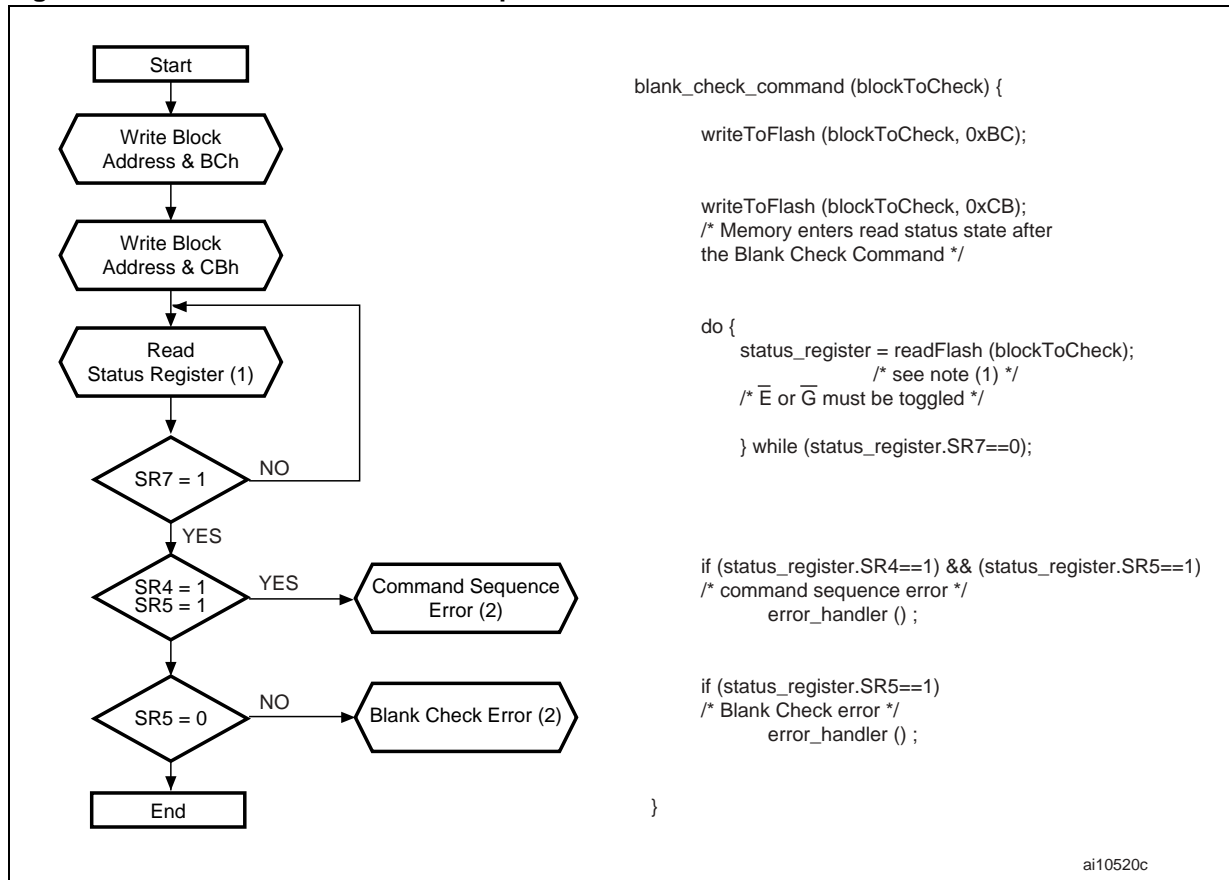 Start
Write Block
Address & BCh
Write Block
Address & CBh
Read
Status Register (1)
SR7 = 1
NO
YES
SR4 = 1
SR5 = 1
YES
Command Sequence
Error (2)
SR5 = 0
NO
Blank Check Error (2)
End
blank_check_command (blockToCheck) {
writeToFlash (blockToCheck, 0xBC);
writeToFlash (blockToCheck, 0xCB);
/* Memory enters read status state after
the Blank Check Command */
do {
status_register = readFlash (blockToCheck);
/* see note (1) */
/* E̅ or G̅ must be toggled */
} while (status_register.SR7==0);
if (status_register.SR4==1) && (status_register.SR5==1)
/* command sequence error */
error_handler () ;
if (status_register.SR5==1)
/* Blank Check error */
error_handler () ;
}
ai10520c